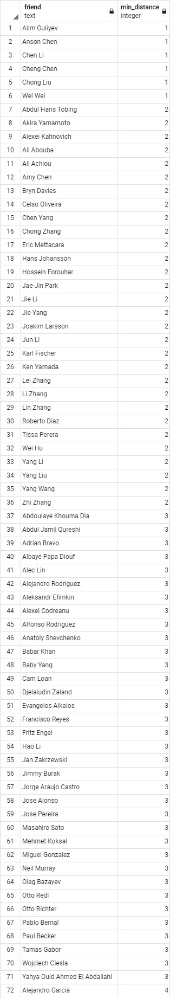 friend min_distance
text integer
1 Alim Guliyev 1
2 Anson Chen 1
3 Chen Li 1
4 Cheng Chen 1
5 Chong Liu 1
6 Wei Wei 1
7 Abdul Haris Tobing 2
8 Akira Yamamoto 2
9 Alexei Kahnovich 2
10 Ali Abouba 2
11 Ali Achiou 2
12 Amy Chen 2
13 Bryn Davies 2
14 Celso Oliveira 2
15 Chen Yang 2
16 Chong Zhang 2
17 Eric Mettacara 2
18 Hans Johansson 2
19 Hossein Forouhar 2
20 Jae-Jin Park 2
21 Jie Li 2
22 Jie Yang 2
23 Joakim Larsson 2
24 Jun Li 2
25 Karl Fischer 2
26 Ken Yamada 2
27 Lei Zhang 2
28 Li Zhang 2
29 Lin Zhang 2
30 Roberto Diaz 2
31 Tissa Perera 2
32 Wei Hu 2
33 Yang Li 2
34 Yang Liu 2
35 Yang Wang 2
36 Zhi Zhang 2
37 Abdoulaye Khouma Dia 3
38 Abdul Jamil Qureshi 3
39 Adrian Bravo 3
40 Albaye Papa Diouf 3
41 Alec Lin 3
42 Alejandro Rodriguez 3
43 Aleksandr Efimkin 3
44 Alexei Codreanu 3
45 Alfonso Rodriguez 3
46 Anatoly Shevchenko 3
47 Babar Khan 3
48 Baby Yang 3
49 Cam Loan 3
50 Djelaludin Zaland 3
51 Evangelos Alkaios 3
52 Francisco Reyes 3
53 Fritz Engel 3
54 Hao Li 3
55 Jan Zakrzewski 3
56 Jimmy Burak 3
57 Jorge Araujo Castro 3
58 Jose Alonso 3
59 Jose Pereira 3
60 Masahiro Sato 3
61 Mehmet Koksal 3
62 Miguel Gonzalez 3
63 Neil Murray 3
64 Oleg Bazayev 3
65 Otto Redl 3
66 Otto Richter 3
67 Pablo Bernal 3
68 Paul Becker 3
69 Tamas Gabor 3
70 Wojciech Ciesla 3
71 Yahya Ould Ahmed El Abdallahi 3
72 Alejandro Garcia 4